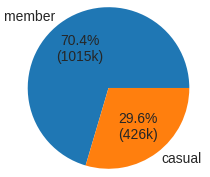 member
70.4%
(1015k)
29.6%
(426k)
casual